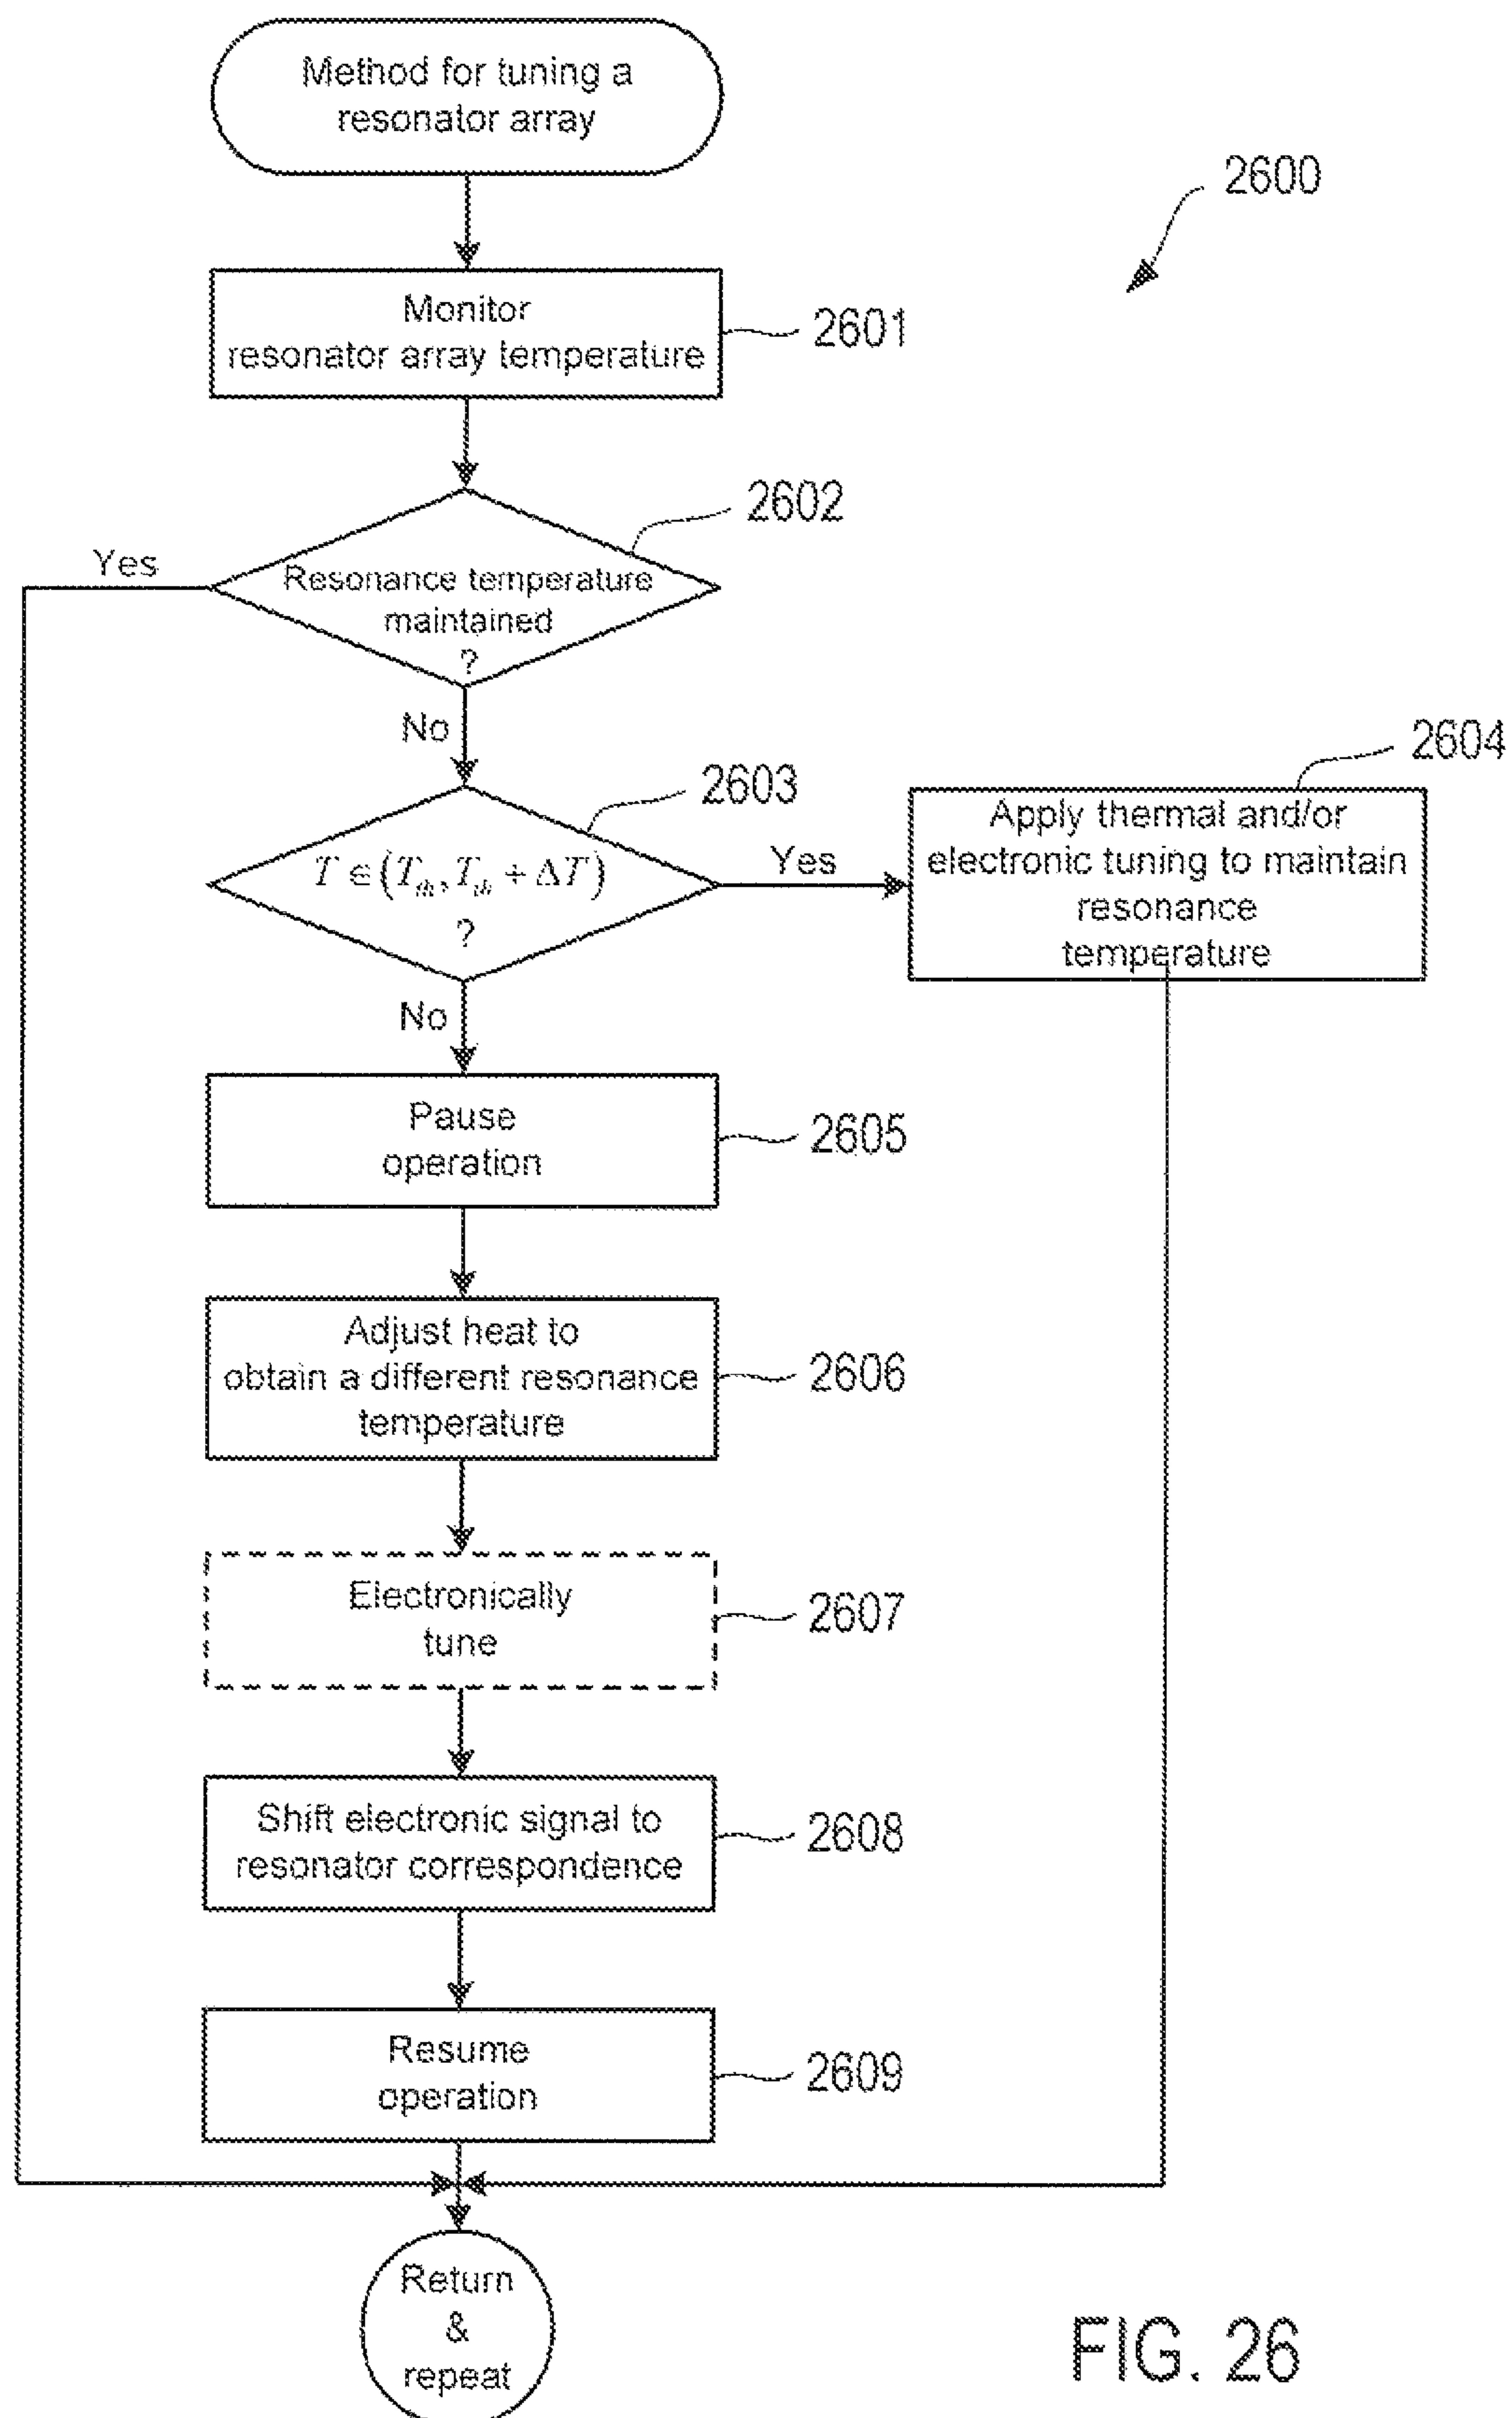 Method for tuning a
resonator array
2600
Monitor
resonator array temperature
2601
2602
Yes
Resonance temperature
maintained
?
No
2603
2604
T ∈ (T_th, T_th + ΔT)
?
Yes
Apply thermal and/or
electronic tuning to maintain
resonance
temperature
No
Pause
operation
2605
Adjust heat to
obtain a different resonance
temperature
2606
Electronically
tune
2607
Shift electronic signal to
resonator correspondence
2608
Resume
operation
2609
Return
&
repeat
FIG. 26